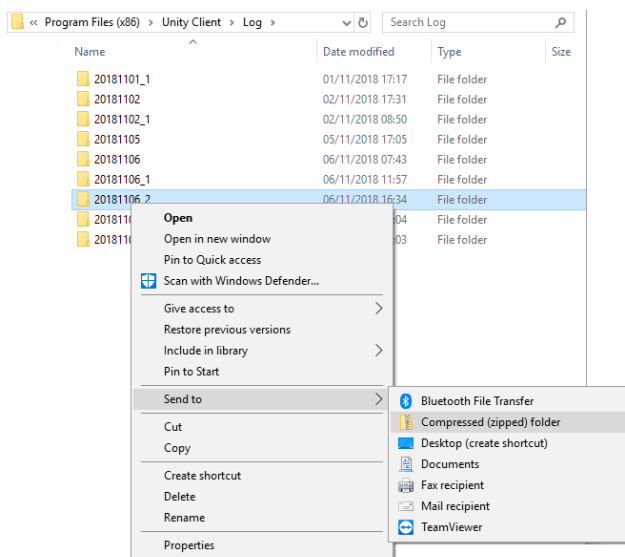 « Program Files (x86) > Unity Client > Log > Search Log
Name Date modified Type Size
20181101_1 01/11/2018 17:17 File folder
20181102 02/11/2018 17:31 File folder
20181102_1 02/11/2018 08:50 File folder
20181105 05/11/2018 17:05 File folder
20181106 06/11/2018 07:43 File folder
20181106_1 06/11/2018 11:57 File folder
20181106_2 06/11/2018 16:34 File folder
2018110 :04 File folder
2018110 :03 File folder
Open
Open in new window
Pin to Quick access
Scan with Windows Defender...
Give access to
Restore previous versions
Include in library
Pin to Start
Send to
Cut
Copy
Create shortcut
Delete
Rename
Properties
Bluetooth File Transfer
Compressed (zipped) folder
Desktop (create shortcut)
Documents
Fax recipient
Mail recipient
TeamViewer